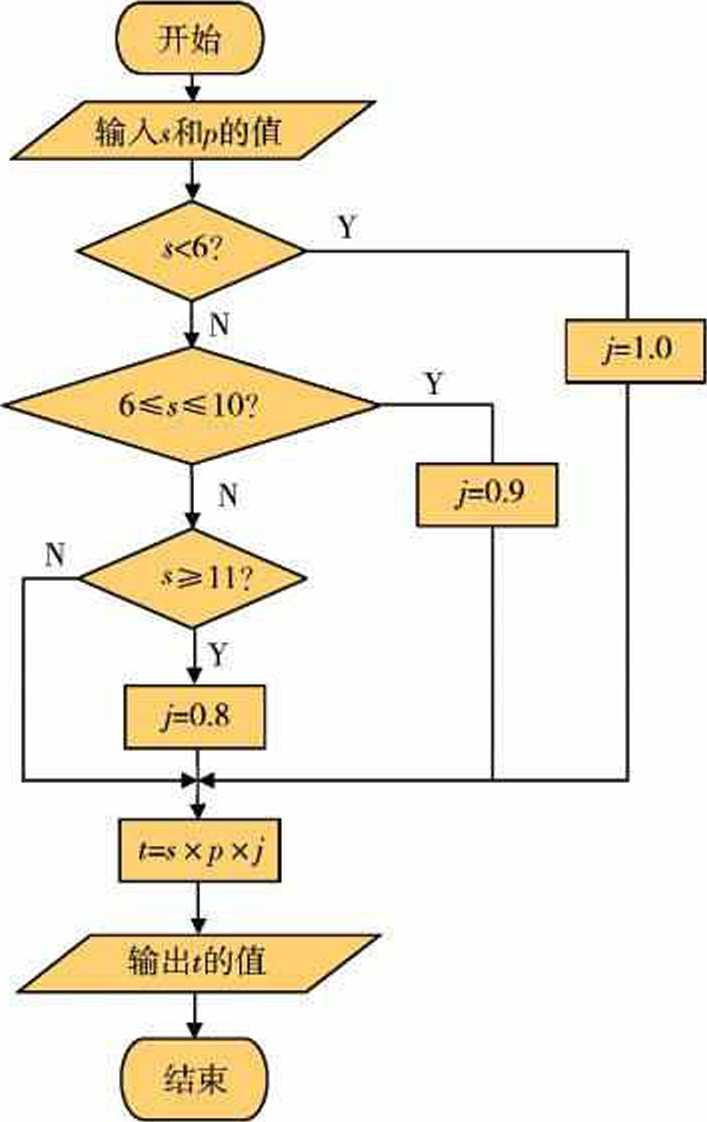 开始
输入s和p的值
s<6?
Y
N
j=1.0
6≤s≤10?
Y
N
j=0.9
s≥11?
N
Y
j=0.8
t=s×p×j
输出t的值
结束